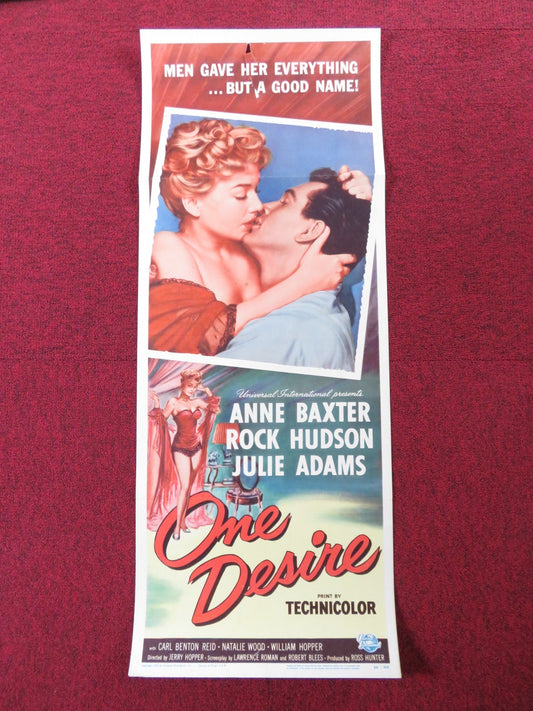 MEN GAVE HER EVERYTHING
...BUT A GOOD NAME!
Universal International presents
ANNE BAXTER
ROCK HUDSON
JULIE ADAMS
One
Desire
PRINT BY
TECHNICOLOR
with CARL BENTON REID · NATALIE WOOD · WILLIAM HOPPER
Directed by JERRY HOPPER · Screenplay by LAWRENCE ROMAN and ROBERT BLEES · Produced by ROSS HUNTER